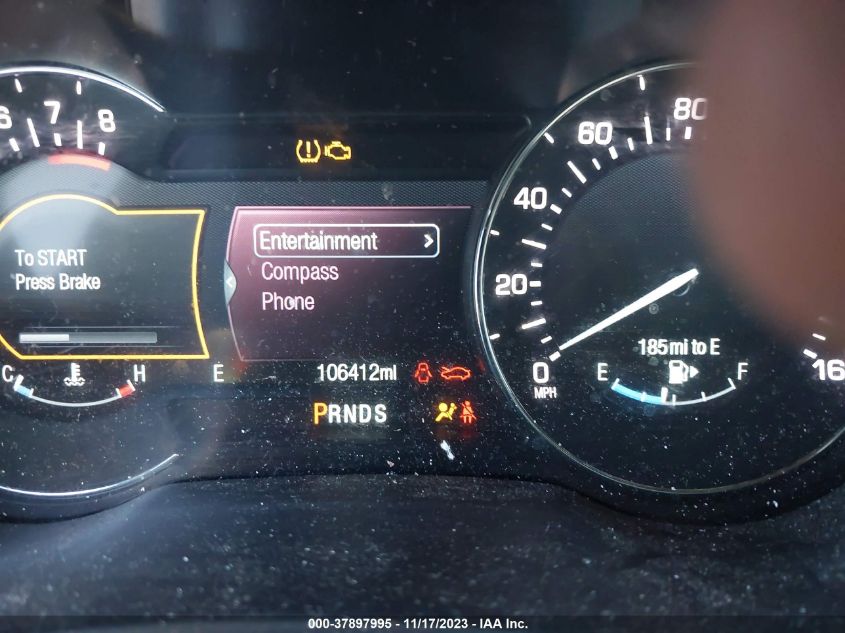 6 7 8
To START
Press Brake
C H
Entertainment >
Compass
Phone
E 106412mi
PRNDS
0 20 40 60 80 16
MPH
185mi to E
E F
000-37897995 - 11/17/2023 - IAA Inc.